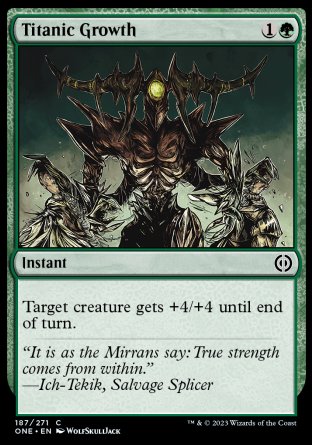 Titanic Growth 1
Instant
Target creature gets +4/+4 until end
of turn.
"It is as the Mirrans say: True strength
comes from within."
—Ich-Tekik, Salvage Splicer
187/271 C
ONE • EN WolfSkullJack
™ & © 2023 Wizards of the Coast